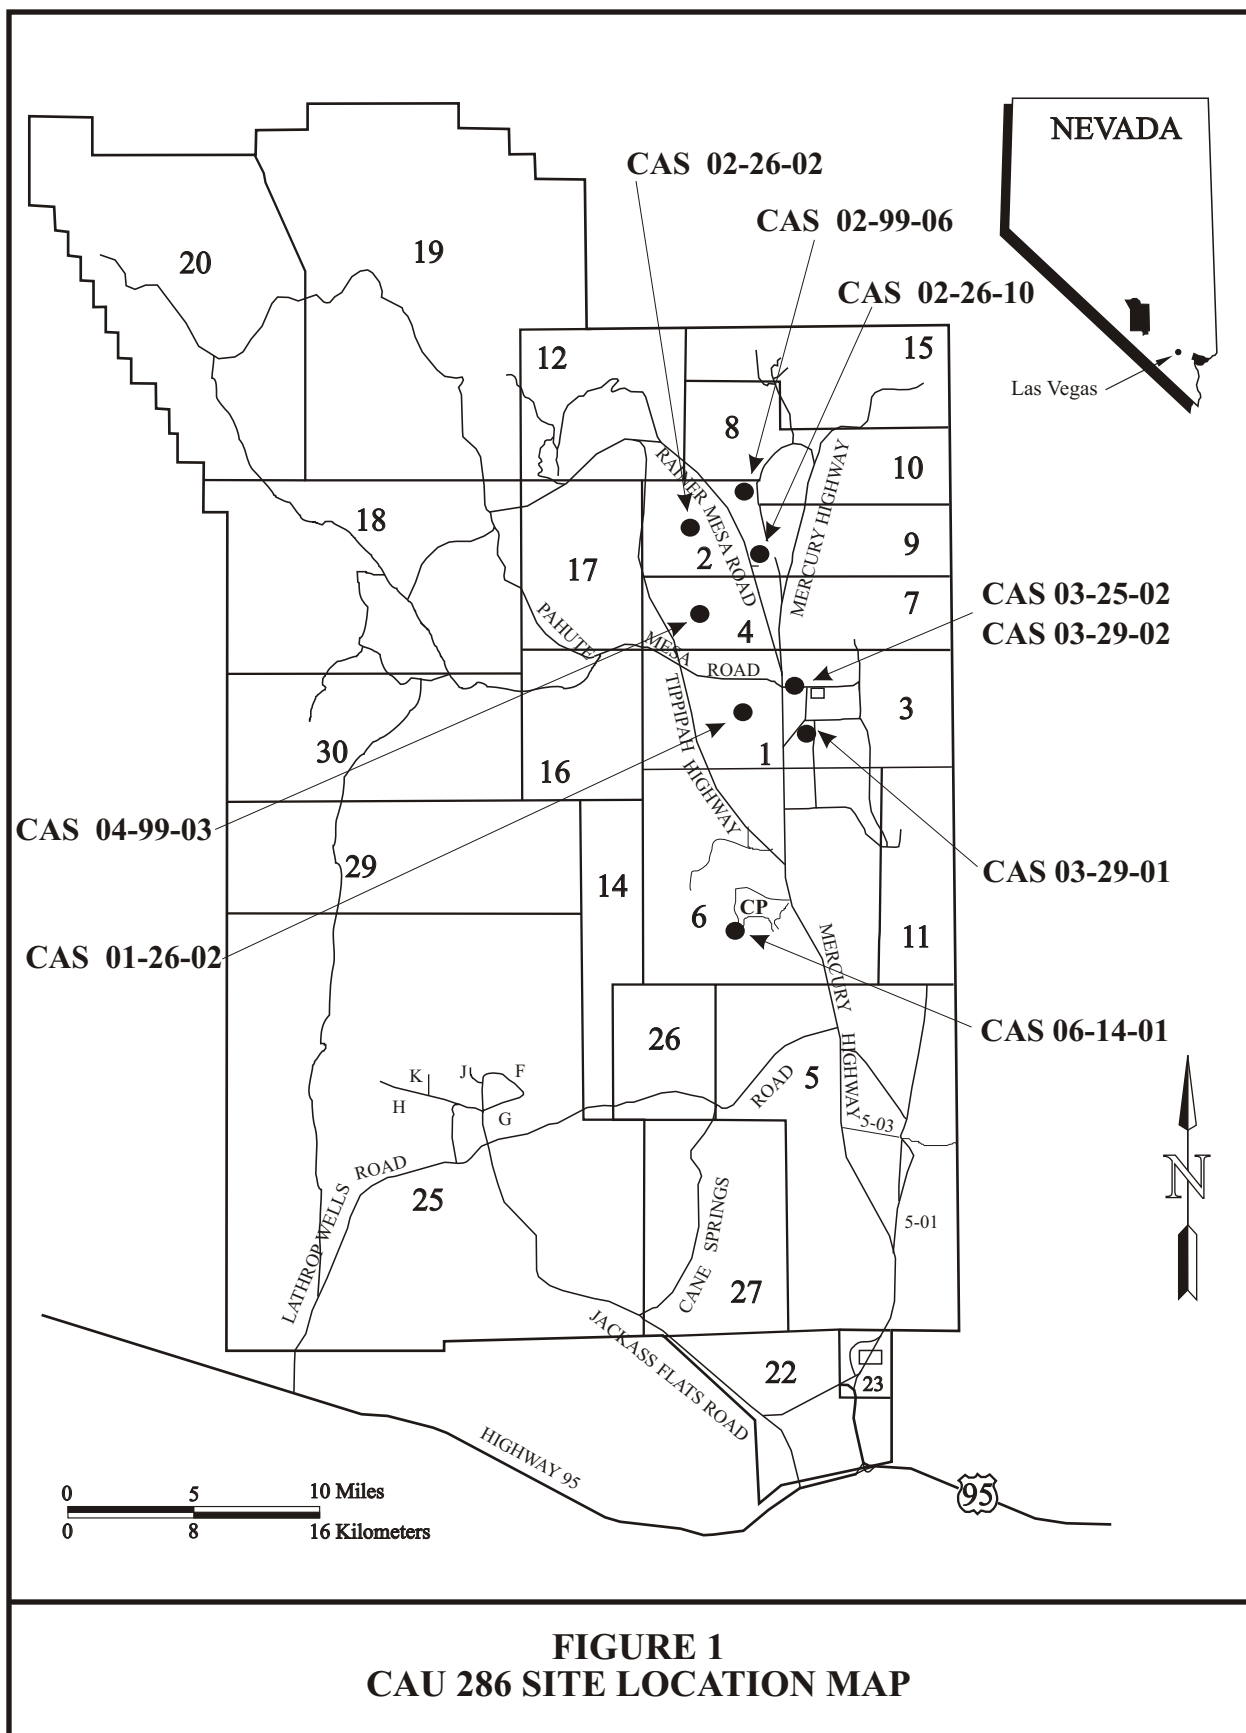 NEVADA
Las Vegas
CAS 02-26-02
CAS 02-99-06
CAS 02-26-10
20
19
12
15
8
10
RAINER MESA ROAD
MERCURY HIGHWAY
18
17
2
9
CAS 03-25-02
CAS 03-29-02
7
4
PAHUTE MESA ROAD
TIPPIPAH HIGHWAY
3
30
16
1
CAS 04-99-03
29
14
CAS 03-29-01
6
CP
11
CAS 01-26-02
MERCURY HIGHWAY
CAS 06-14-01
26
5
ROAD
K
J
F
H
G
5-03
N
LATHROP WELLS ROAD
25
CANE SPRINGS
5-01
27
JACKASS FLATS ROAD
22
23
HIGHWAY 95
95
0 5 10 Miles
0 8 16 Kilometers
FIGURE 1
CAU 286 SITE LOCATION MAP